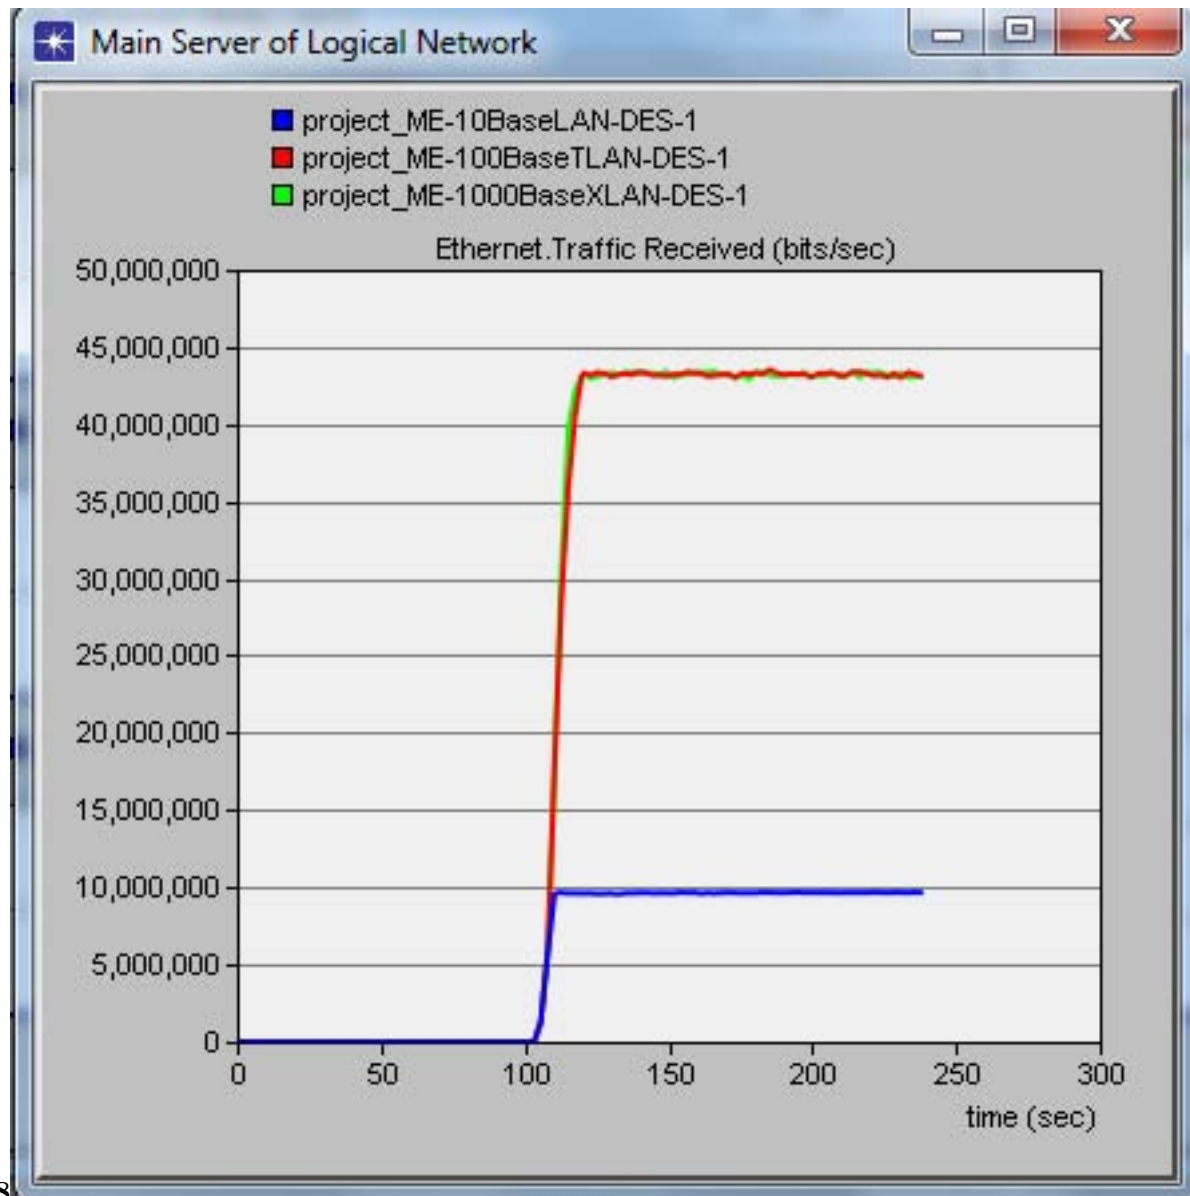 Main Server of Logical Network
project_ME-10BaseLAN-DES-1
project_ME-100BaseTLAN-DES-1
project_ME-1000BaseXLAN-DES-1
Ethernet.Traffic Received (bits/sec)
50,000,000
45,000,000
40,000,000
35,000,000
30,000,000
25,000,000
20,000,000
15,000,000
10,000,000
5,000,000
0
0 50 100 150 200 250 300
time (sec)
8